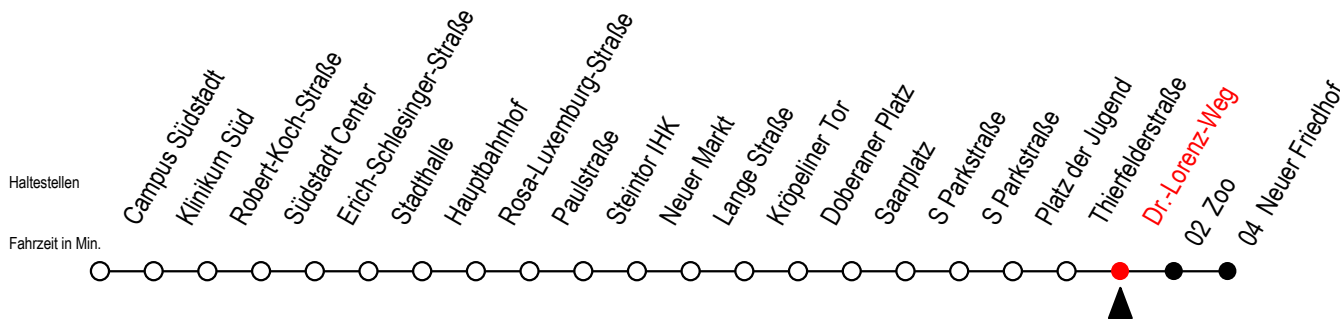 Haltestellen
Fahrzeit in Min.
Campus Südstadt
Klinikum Süd
Robert-Koch-Straße
Südstadt Center
Erich-Schlesinger-Straße
Stadthalle
Hauptbahnhof
Rosa-Luxemburg-Straße
Paulstraße
Steintor IHK
Neuer Markt
Lange Straße
Kröpeliner Tor
Doberaner Platz
Saarplatz
S Parkstraße
S Parkstraße
Platz der Jugend
Thierfelderstraße
Dr.-Lorenz-Weg
02 Zoo
04 Neuer Friedhof